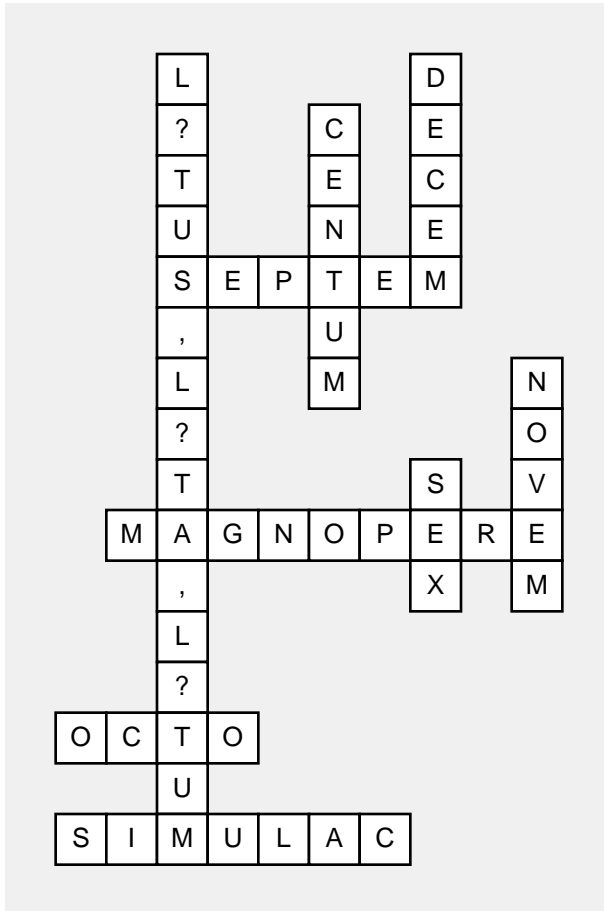 L?TUS,L?TA,L?TUM
DECEM
CENTUM
SEPTEM
NOVEM
SEX
MAGNOPERE
OCTO
SIMULAC